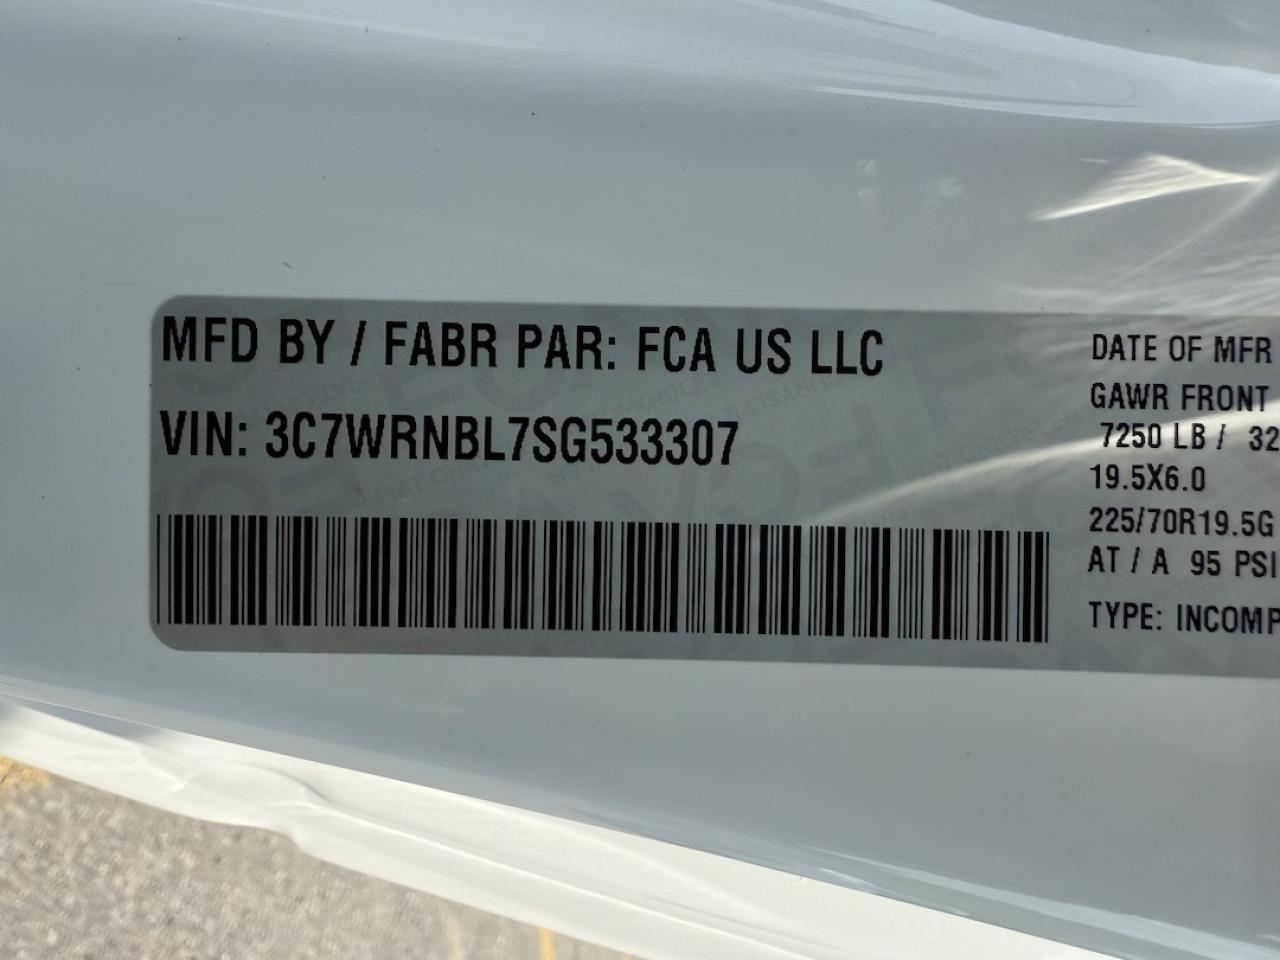 MFD BY / FABR PAR: FCA US LLC
VIN: 3C7WRNBL7SG533307
DATE OF MFR
GAWR FRONT
7250 LB / 32
19.5X6.0
225/70R19.5G
AT / A 95 PSI
TYPE: INCOMP